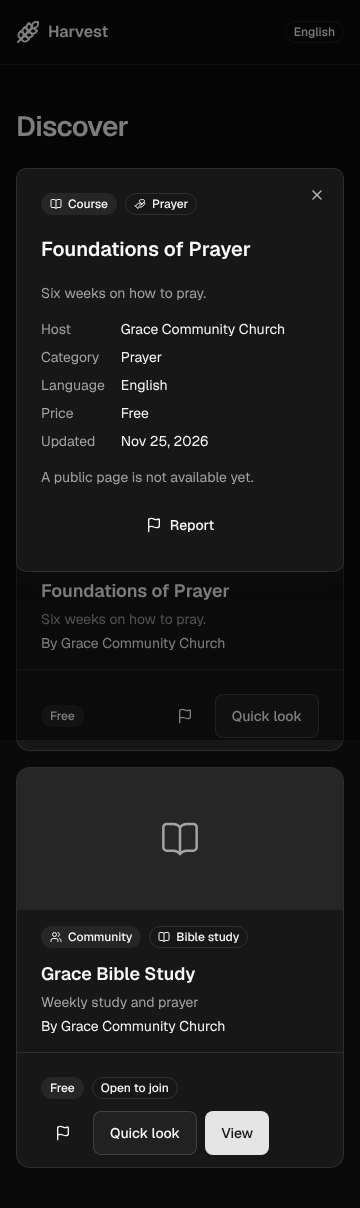 Harvest
English
Discover
Course
Prayer
Foundations of Prayer
Six weeks on how to pray.
Host Grace Community Church
Category Prayer
Language English
Price Free
Updated Nov 25, 2026
A public page is not available yet.
Report
Foundations of Prayer
Six weeks on how to pray.
By Grace Community Church
Free
Quick look
Community
Bible study
Grace Bible Study
Weekly study and prayer
By Grace Community Church
Free
Open to join
Quick look
View